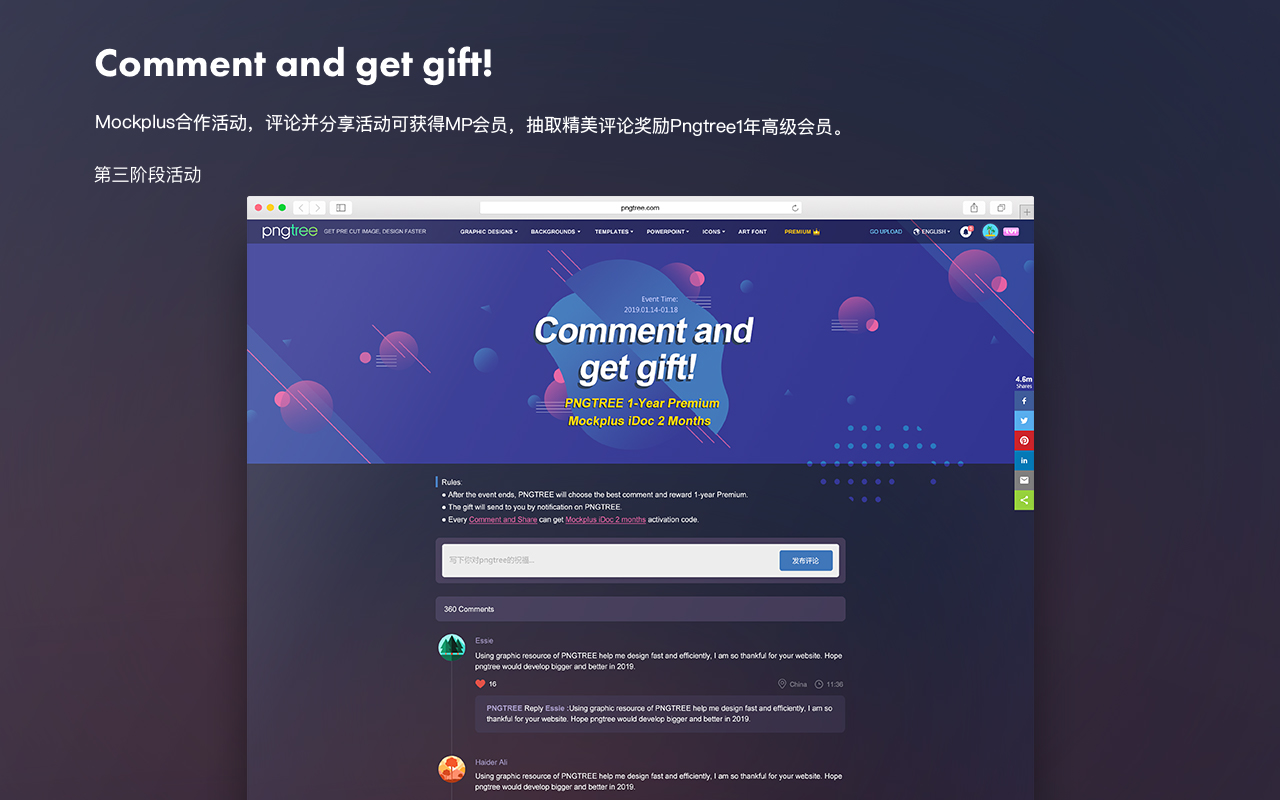 Comment and get gift!
Mockplus合作活动，评论并分享活动可获得MP会员，抽取精美评论奖励Pngtree1年高级会员。
第三阶段活动
pngtree.com
pngtree GET PRE CUT IMAGE, DESIGN FASTER GRAPHIC DESIGNS BACKGROUNDS TEMPLATES POWERPOINT ICONS ART FONT PREMIUM GO UPLOAD ENGLISH
Event Time:
2019.01.14-01.18
Comment and
get gift!
PNGTREE 1-Year Premium
Mockplus iDoc 2 Months
4.6m
Shares
Rules:
● After the event ends, PNGTREE will choose the best comment and reward 1-year Premium.
● The gift will send to you by notification on PNGTREE.
● Every Comment and Share can get Mockplus iDoc 2 months activation code.
写下你对pngtree的祝福...
发布评论
360 Comments
Essie
Using graphic resource of PNGTREE help me design fast and efficiently, I am so thankful for your website. Hope
pngtree would develop bigger and better in 2019.
16 China 11:36
PNGTREE Reply Essie :Using graphic resource of PNGTREE help me design fast and efficiently, I am so
thankful for your website. Hope pngtree would develop bigger and better in 2019.
Haider Ali
Using graphic resource of PNGTREE help me design fast and efficiently, I am so thankful for your website. Hope
pngtree would develop bigger and better in 2019.